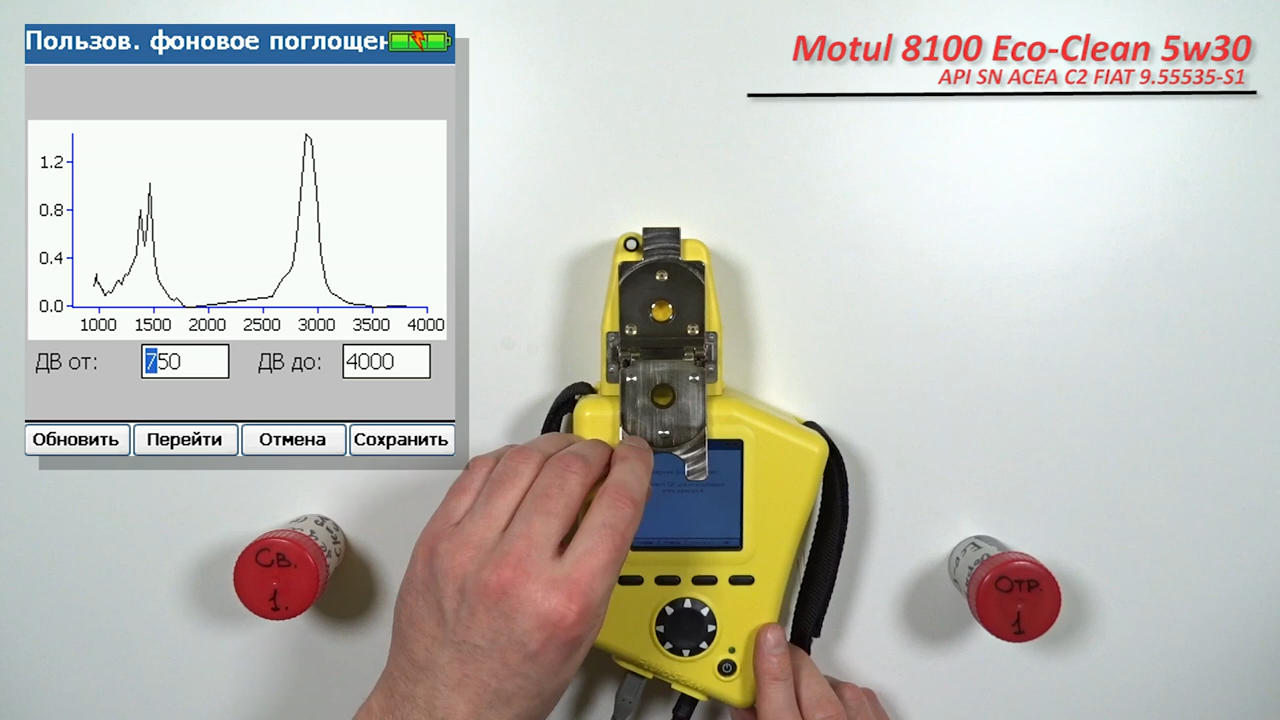 Пользов. фоновое поглощен
Motul 8100 Eco-Clean 5w30
API SN ACEA C2 FIAT 9.55535-S1
1.2
0.8
0.4
0.0
1000 1500 2000 2500 3000 3500 4000
ДВ от: 750 ДВ до: 4000
Обновить Перейти Отмена Сохранить
Св.
1.
Отр.
1